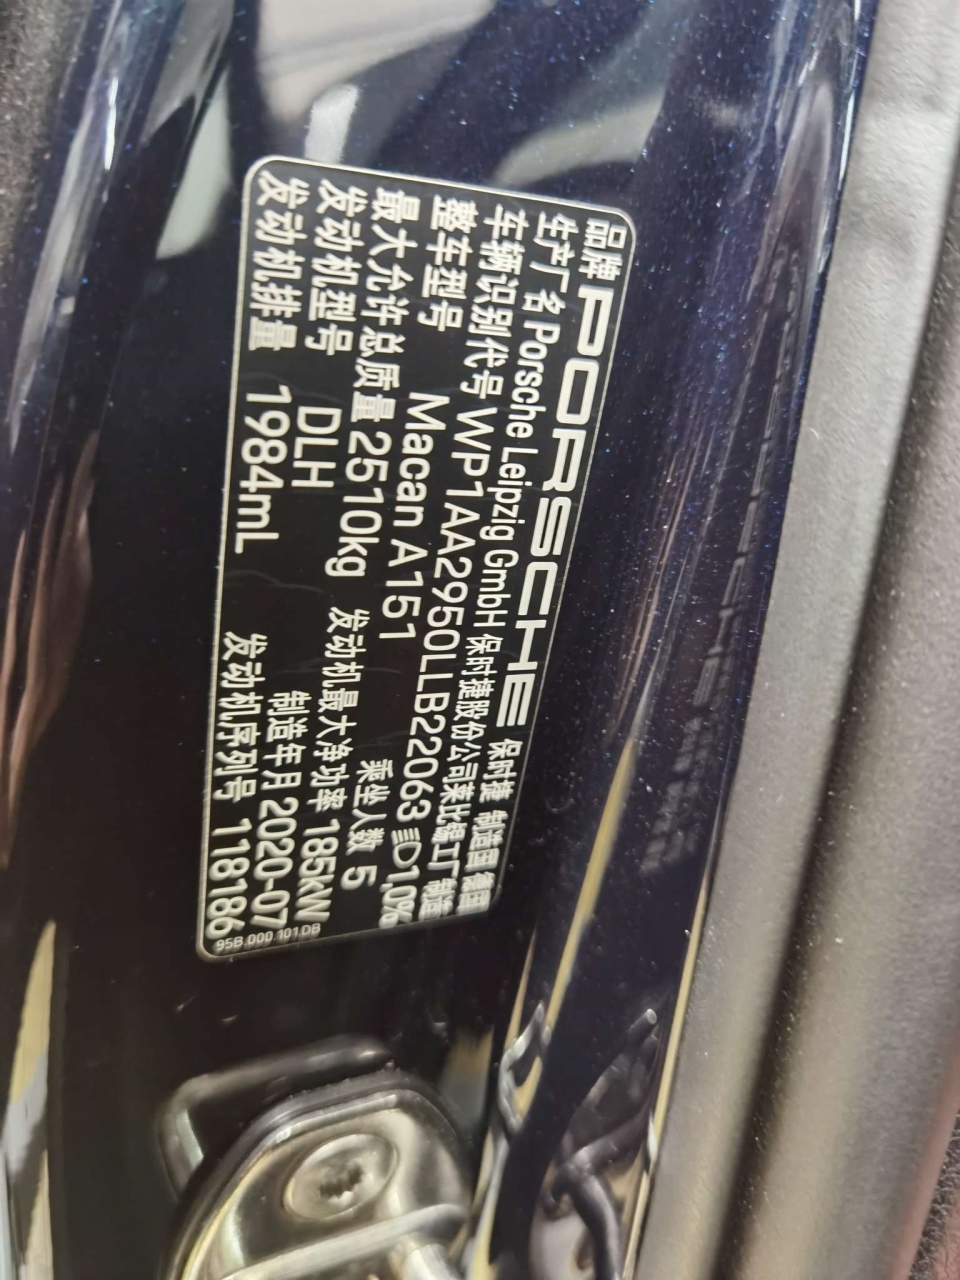 品牌 PORSCHE 保时捷 制造国 德国
生产厂名 Porsche Leipzig GmbH 保时捷股份公司莱比锡工厂 制造
车辆识别代号 WP1AA2950LLB22063 1,0%
整车型号 Macan A151
最大允许总质量 2510kg 乘坐人数 5
发动机型号 DLH 发动机最大净功率 185kW
发动机排量 1984mL 制造年月 2020-07
发动机序列号 118186
95B.000.101.DB